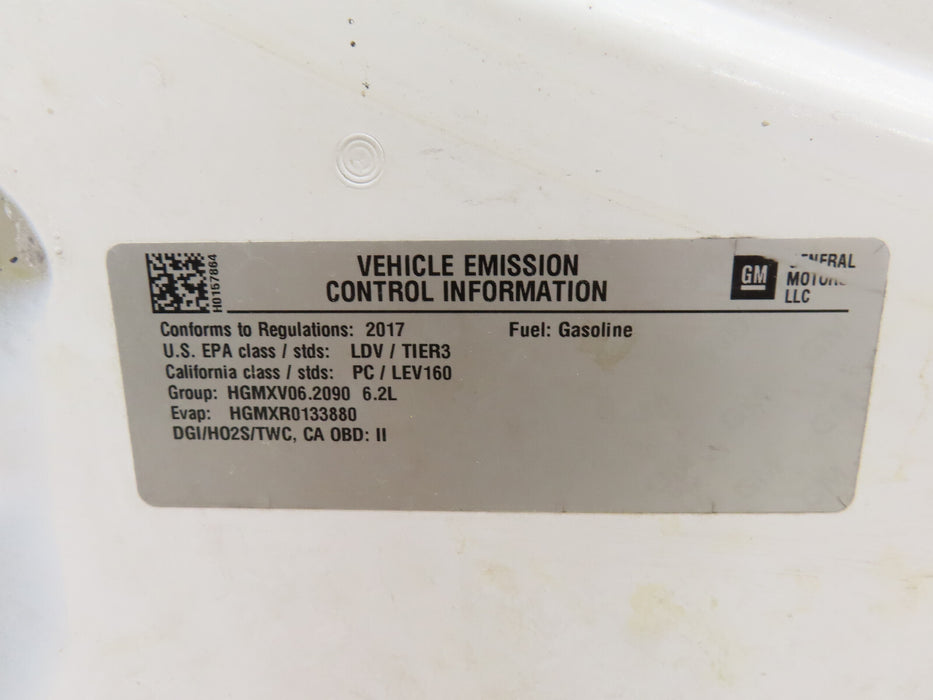 H0157864
VEHICLE EMISSION
CONTROL INFORMATION
GM
LLC
Conforms to Regulations: 2017 Fuel: Gasoline
U.S. EPA class / stds: LDV / TIER3
California class / stds: PC / LEV160
Group: HGMXV06.2090 6.2L
Evap: HGMXR0133880
DGI/HO2S/TWC, CA OBD: II